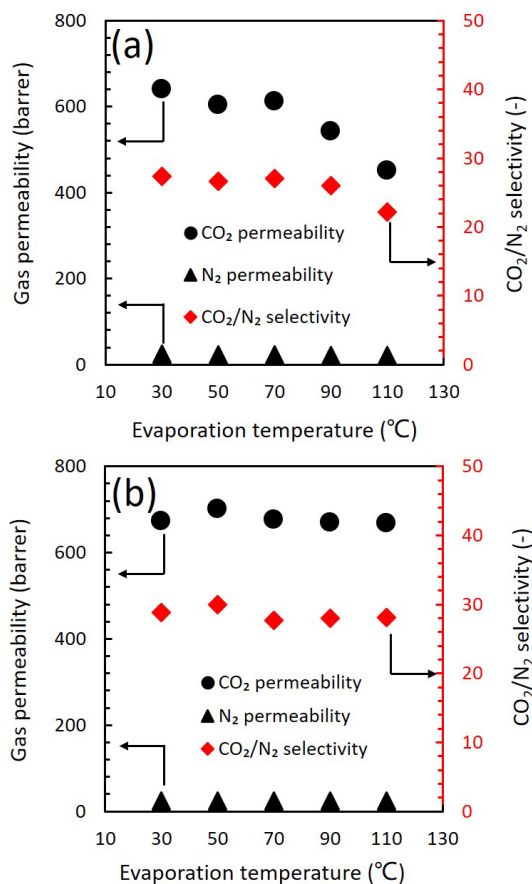 (a)
Gas permeability (barrer)
800
600
400
200
0
50
40
30
20
10
0
CO₂/N₂ selectivity (-)
CO₂ permeability
N₂ permeability
CO₂/N₂ selectivity
10 30 50 70 90 110 130
Evaporation temperature (℃)
(b)
Gas permeability (barrer)
800
600
400
200
0
50
40
30
20
10
0
CO₂/N₂ selectivity (-)
CO₂ permeability
N₂ permeability
CO₂/N₂ selectivity
10 30 50 70 90 110 130
Evaporation temperature (℃)